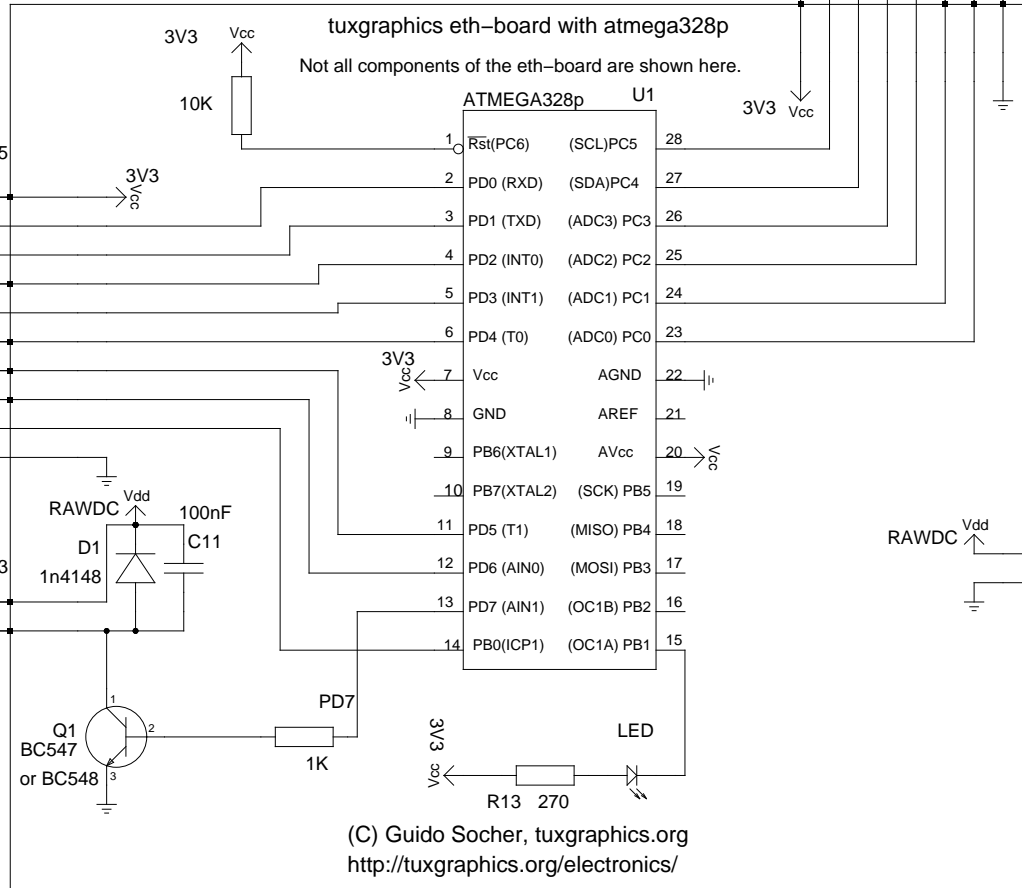 tuxgraphics eth–board with atmega328p
Not all components of the eth–board are shown here.
3V3
Vcc
10K
ATMEGA328p
U1
3V3
Vcc
5
3V3
Vcc
1 Rst(PC6)
(SCL)PC5 28
2 PD0 (RXD)
(SDA)PC4 27
3 PD1 (TXD)
(ADC3) PC3 26
4 PD2 (INT0)
(ADC2) PC2 25
5 PD3 (INT1)
(ADC1) PC1 24
6 PD4 (T0)
(ADC0) PC0 23
3V3
Vcc
7 Vcc
AGND 22
8 GND
AREF 21
9 PB6(XTAL1)
AVcc 20
Vcc
10 PB7(XTAL2)
(SCK) PB5 19
11 PD5 (T1)
(MISO) PB4 18
12 PD6 (AIN0)
(MOSI) PB3 17
13 PD7 (AIN1)
(OC1B) PB2 16
14 PB0(ICP1)
(OC1A) PB1 15
RAWDC
Vdd
100nF
D1
C11
1n4148
3
RAWDC
Vdd
PD7
1
Q1
2
BC547
or BC548
3
1K
3V3
Vcc
LED
R13 270
(C) Guido Socher, tuxgraphics.org
http://tuxgraphics.org/electronics/